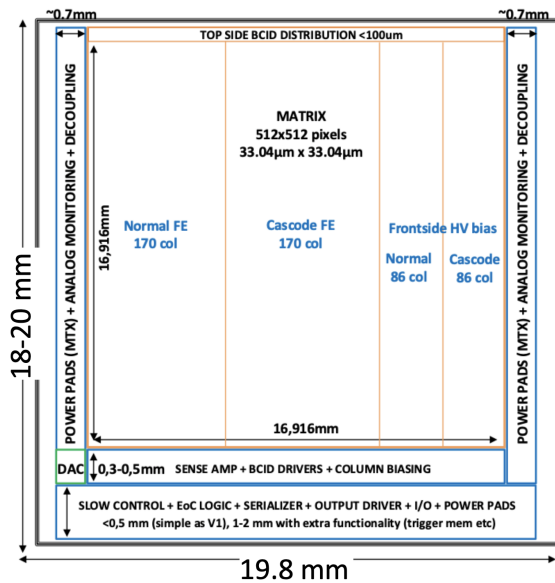 ~0.7mm
~0.7mm
TOP SIDE BCID DISTRIBUTION <100um
POWER PADS (MTX) + ANALOG MONITORING + DECOUPLING
MATRIX
512x512 pixels
33.04µm x 33.04µm
16,916mm
Normal FE
170 col
Cascode FE
170 col
Frontside HV bias
Normal
86 col
Cascade
86 col
POWER PADS (MTX) + ANALOG MONITORING + DECOUPLING
18-20 mm
16,916mm
DAC
0,3-0,5mm SENSE AMP + BCID DRIVERS + COLUMN BIASING
SLOW CONTROL + EoC LOGIC + SERIALIZER + OUTPUT DRIVER + I/O + POWER PADS
<0,5 mm (simple as V1), 1-2 mm with extra functionality (trigger mem etc)
19.8 mm